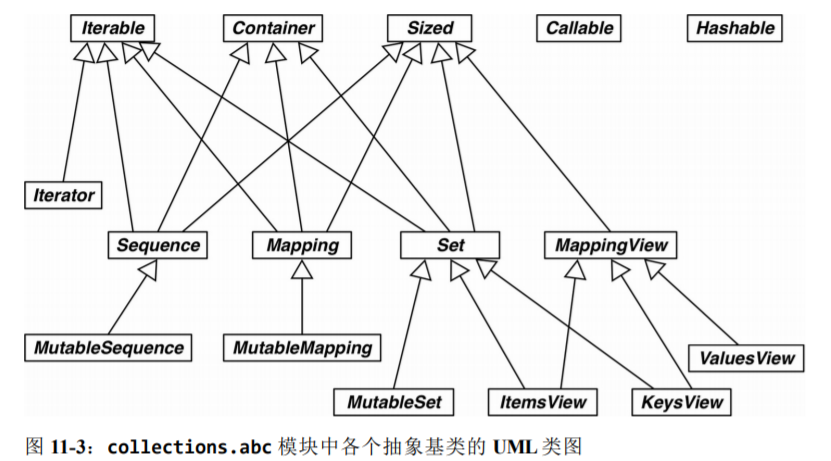 Iterable Container Sized Callable Hashable
Iterator
Sequence Mapping Set MappingView
MutableSequence MutableMapping ValuesView
MutableSet ItemsView KeysView
图 11-3：collections.abc 模块中各个抽象基类的 UML 类图